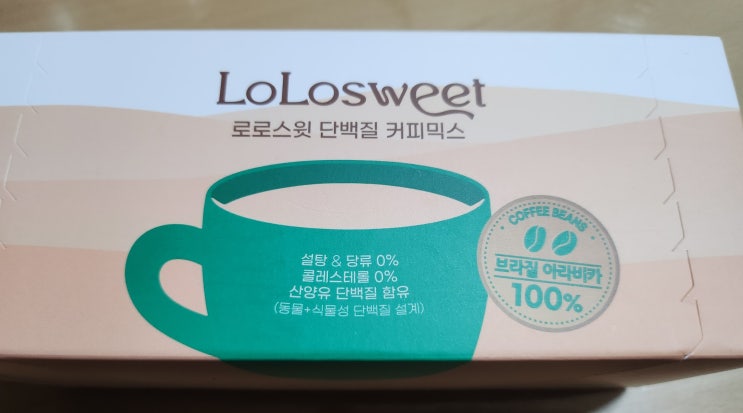 LoLosweet
로로스윗 단백질 커피믹스
설탕 & 당류 0%
콜레스테롤 0%
산양유 단백질 함유
(동물+식물성 단백질 설계)
COFFEE BEANS
브라질 아라비카
100%